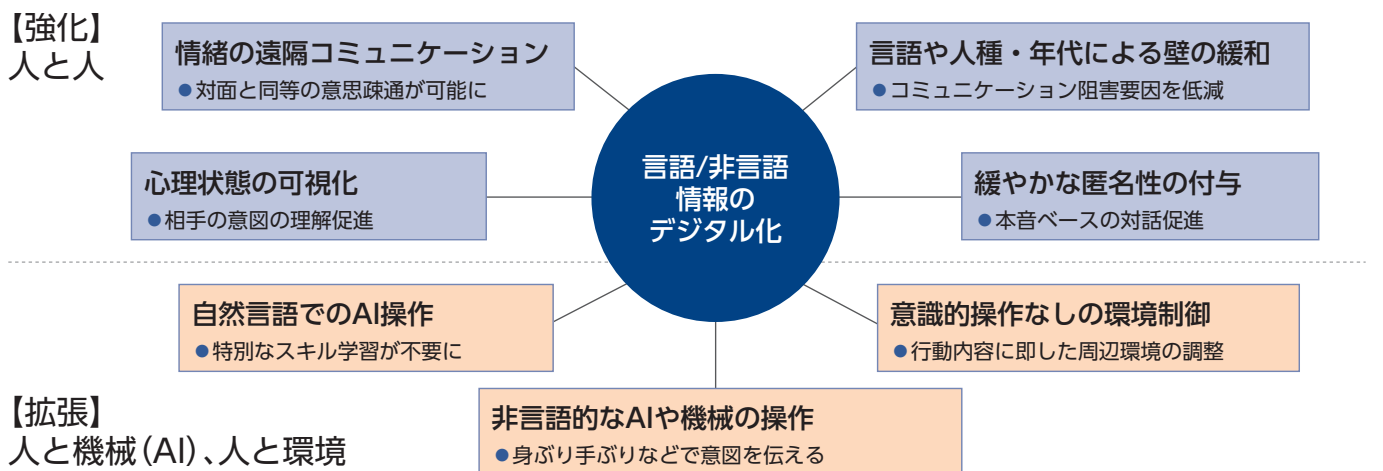 【強化】
人と人
情緒の遠隔コミュニケーション
●対面と同等の意思疎通が可能に
言語や人種・年代による壁の緩和
●コミュニケーション阻害要因を低減
心理状態の可視化
●相手の意図の理解促進
言語/非言語
情報の
デジタル化
緩やかな匿名性の付与
●本音ベースの対話促進
自然言語でのAI操作
●特別なスキル学習が不要に
意識的操作なしの環境制御
●行動内容に即した周辺環境の調整
非言語的なAIや機械の操作
●身ぶり手ぶりなどで意図を伝える
【拡張】
人と機械(AI)、人と環境